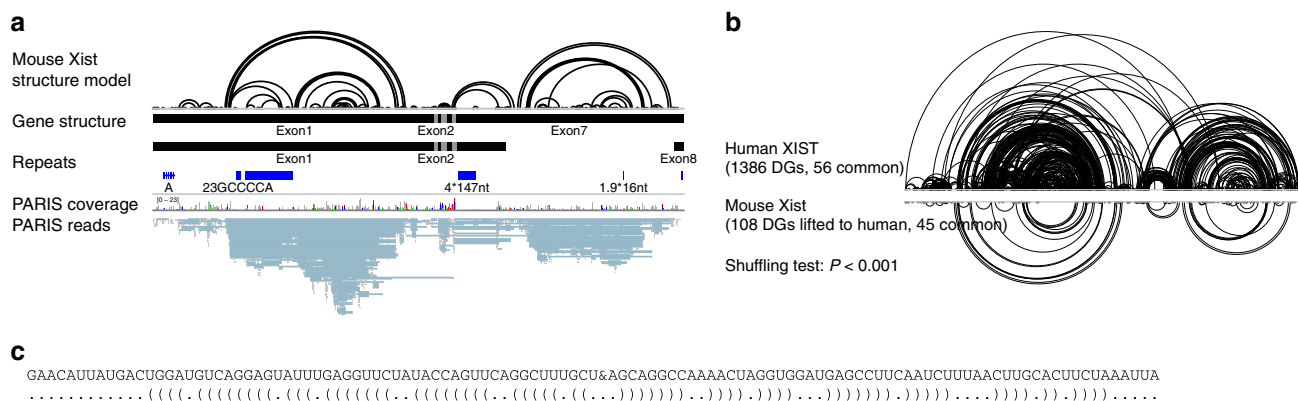 a
Mouse Xist
structure model
Gene structure
Exon1 Exon2 Exon7
Repeats
Exon1 Exon2 Exon8
A 23GCCCCA 4*147nt 1.9*16nt
PARIS coverage
[0 – 23]
PARIS reads
b
Human XIST
(1386 DGs, 56 common)
Mouse Xist
(108 DGs lifted to human, 45 common)
Shuffling test: P < 0.001
c
GAACAUUAUGACUGGAUGUCAGGAGUAUUUGAGGUUCUAUACCAGUUCAGGCUUUGCU&AGCAGGCCAAAACUAGGUGGAUGAGCCUUCAAUCUUUAACUUGCACUUCUAAAUUA